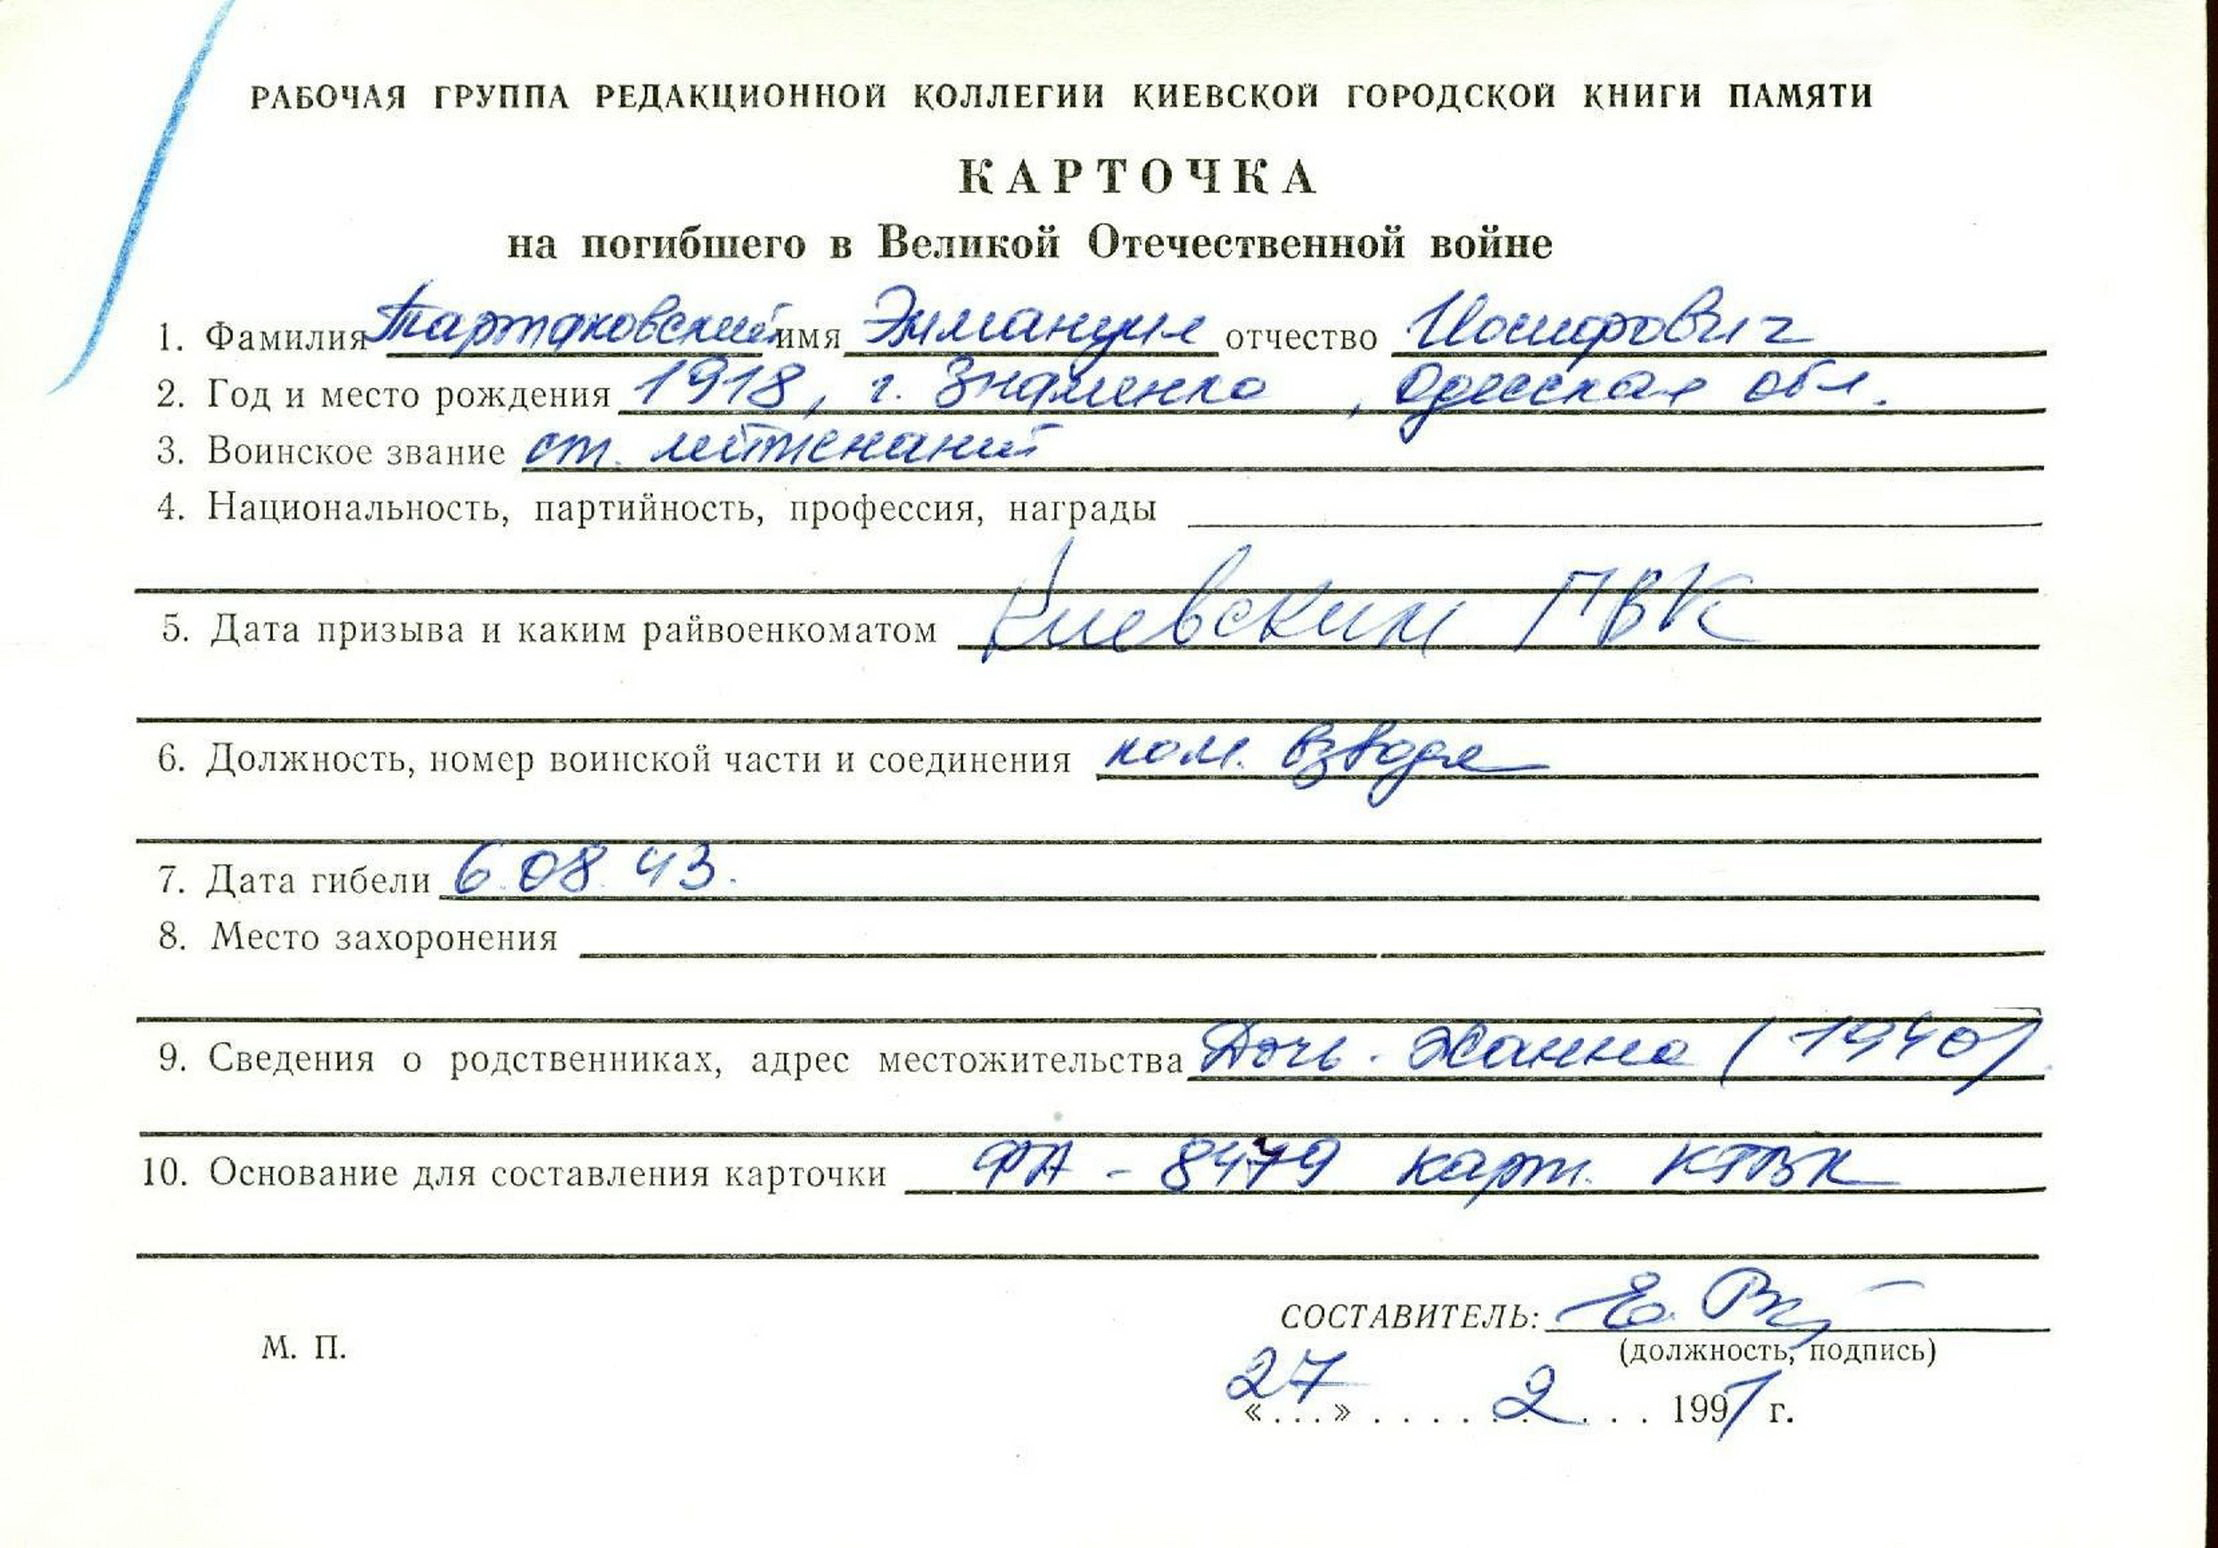 РАБОЧАЯ ГРУППА РЕДАКЦИОННОЙ КОЛЛЕГИИ КИЕВСКОЙ ГОРОДСКОЙ КНИГИ ПАМЯТИ
КАРТОЧКА
на погибшего в Великой Отечественной войне
1. Фамилия Тартаковский имя Эммануил отчество Иосифович
2. Год и место рождения 1918, г. Знаменка, Одесская обл.
3. Воинское звание ст. лейтенант
4. Национальность, партийность, профессия, награды
5. Дата призыва и каким райвоенкоматом Киевским ГВК
6. Должность, номер воинской части и соединения ком. взвода
7. Дата гибели 6.08.43.
8. Место захоронения
9. Сведения о родственниках, адрес местожительства Дочь - Жанна (1940)
10. Основание для составления карточки ФА - 8479 карт. КГВК
СОСТАВИТЕЛЬ:
М. П.
(должность, подпись)
«27» 2 1991 г.